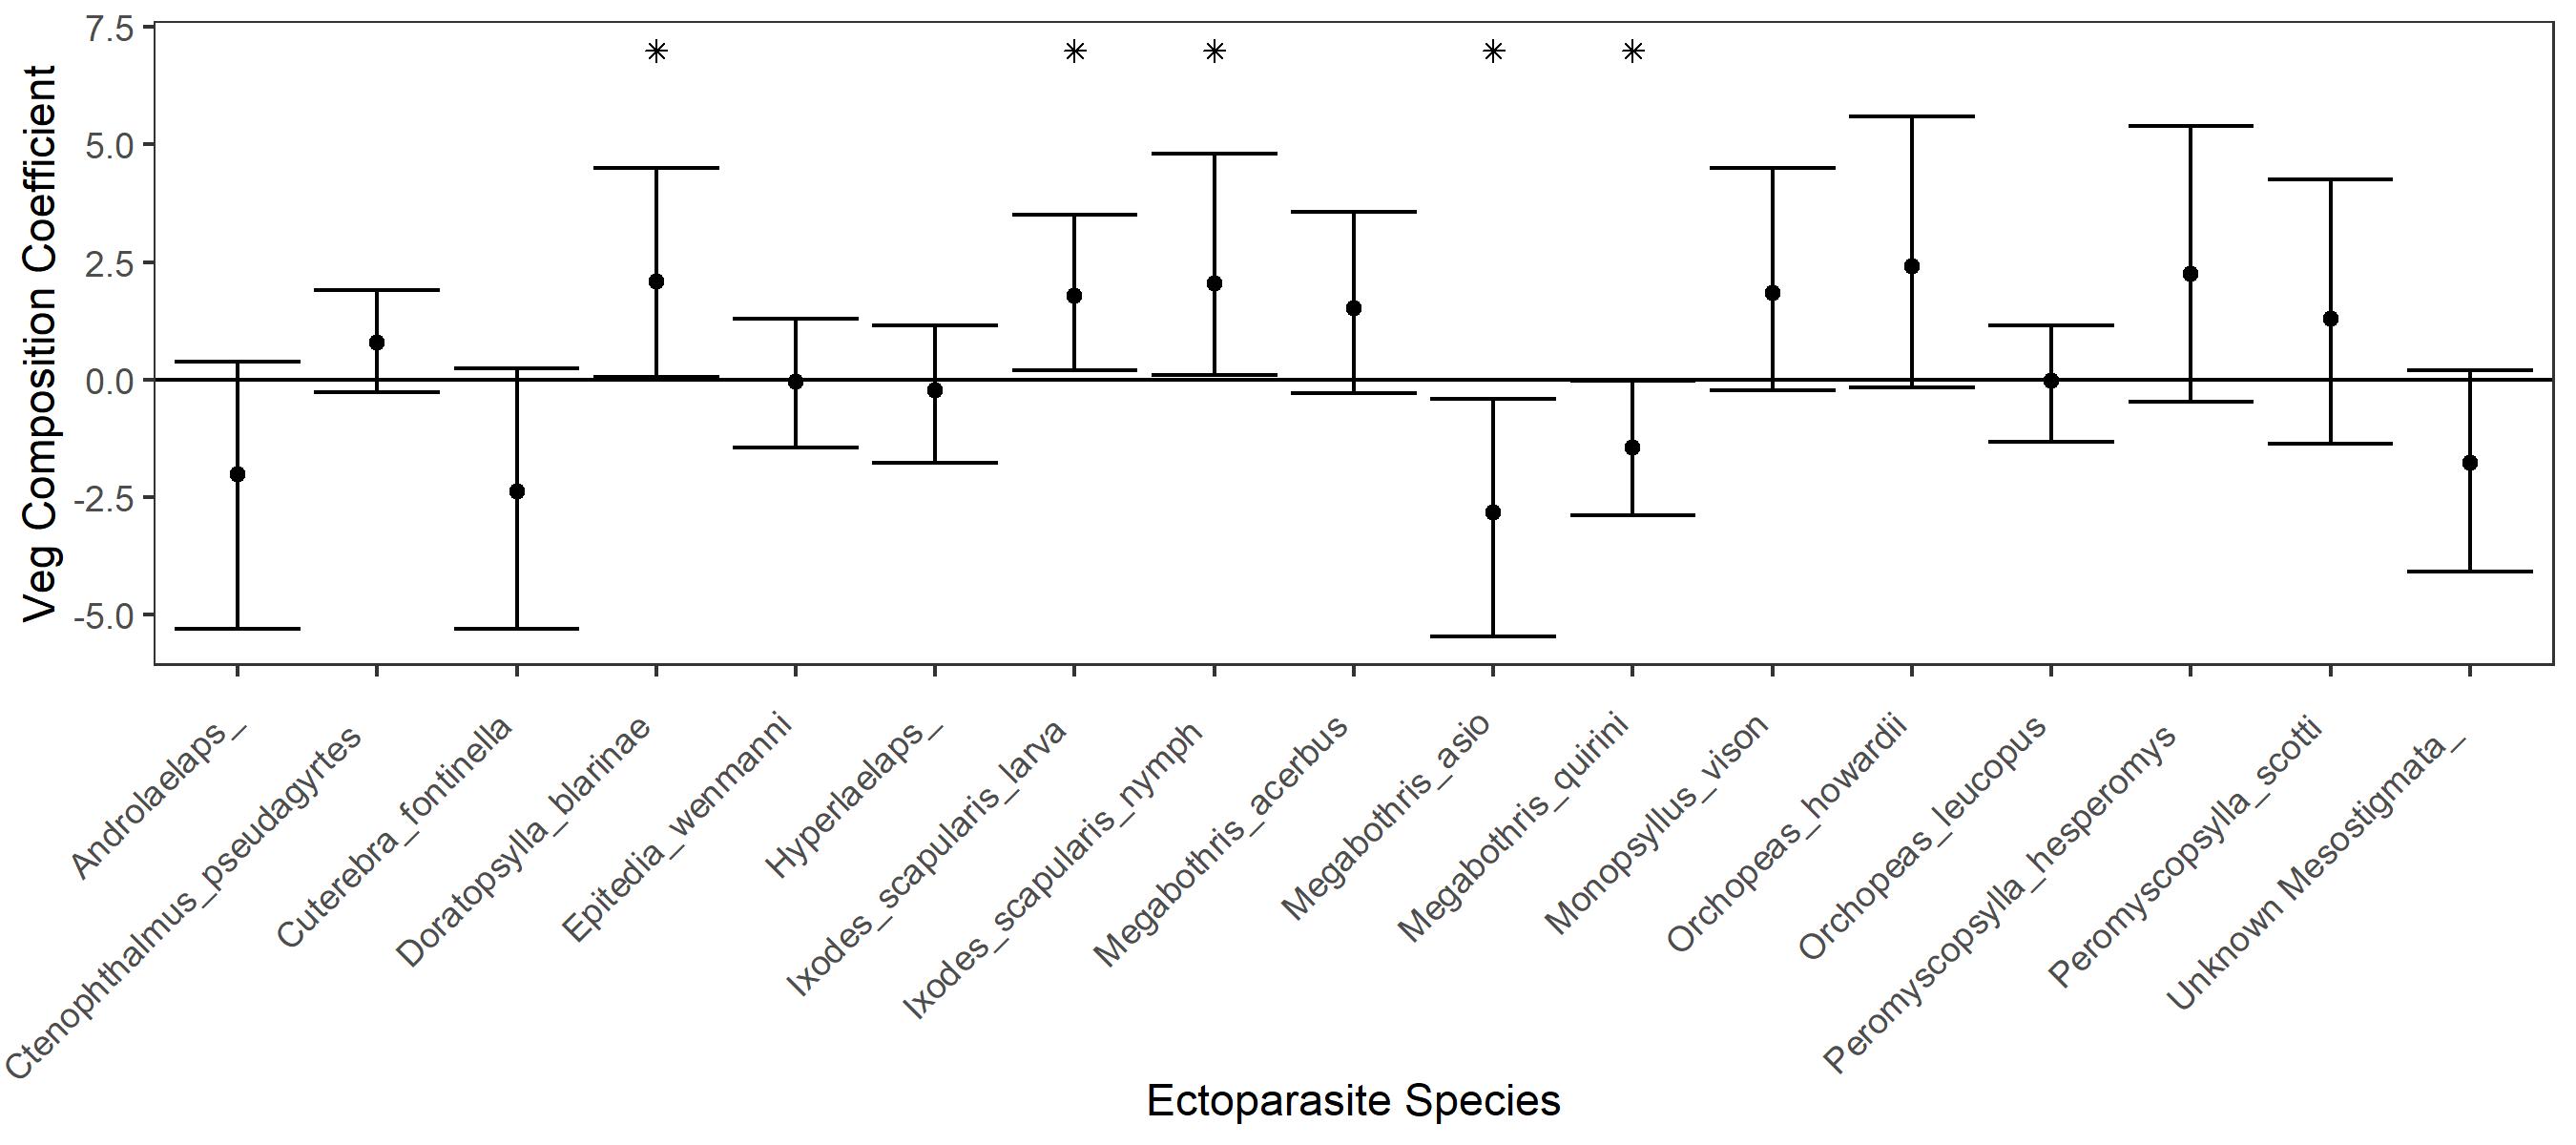 Veg Composition Coefficient
7.5
5.0
2.5
0.0
-2.5
-5.0
* * * * *
Androlaelaps_
Ctenophthalmus_pseudagyrtes
Cuterebra_fontinella
Doratopsylla_blarinae
Epitedia_wenmanni
Hyperlaelaps_
Ixodes_scapularis_larva
Ixodes_scapularis_nymph
Megabothris_acerbus
Megabothris_asio
Megabothris_quirini
Monopsyllus_vison
Orchopeas_howardii
Orchopeas_leucopus
Peromyscopsylla_hesperomys
Peromyscopsylla_scotti
Unknown Mesostigmata_
Ectoparasite Species